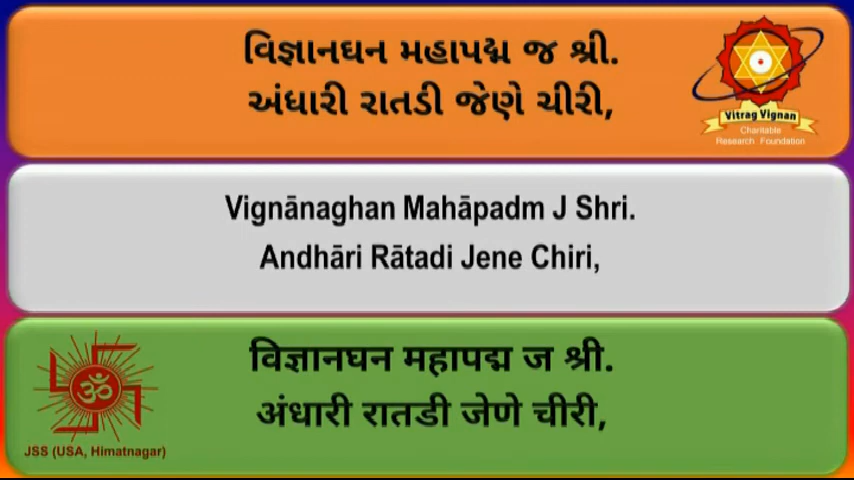 વિજ્ઞાનઘન મહાપદ્મ જ શ્રી.
અંધારી રાતડી જેણે ચીરી,
Vitrag Vignan
Charitable
Research Foundation
Vignānaghan Mahāpadm J Shri.
Andhāri Rātadi Jene Chiri,
विज्ञानघन महापद्म ज श्री.
अंधारी रातडी जेणे चीरी,
ॐ
JSS (USA, Himatnagar)